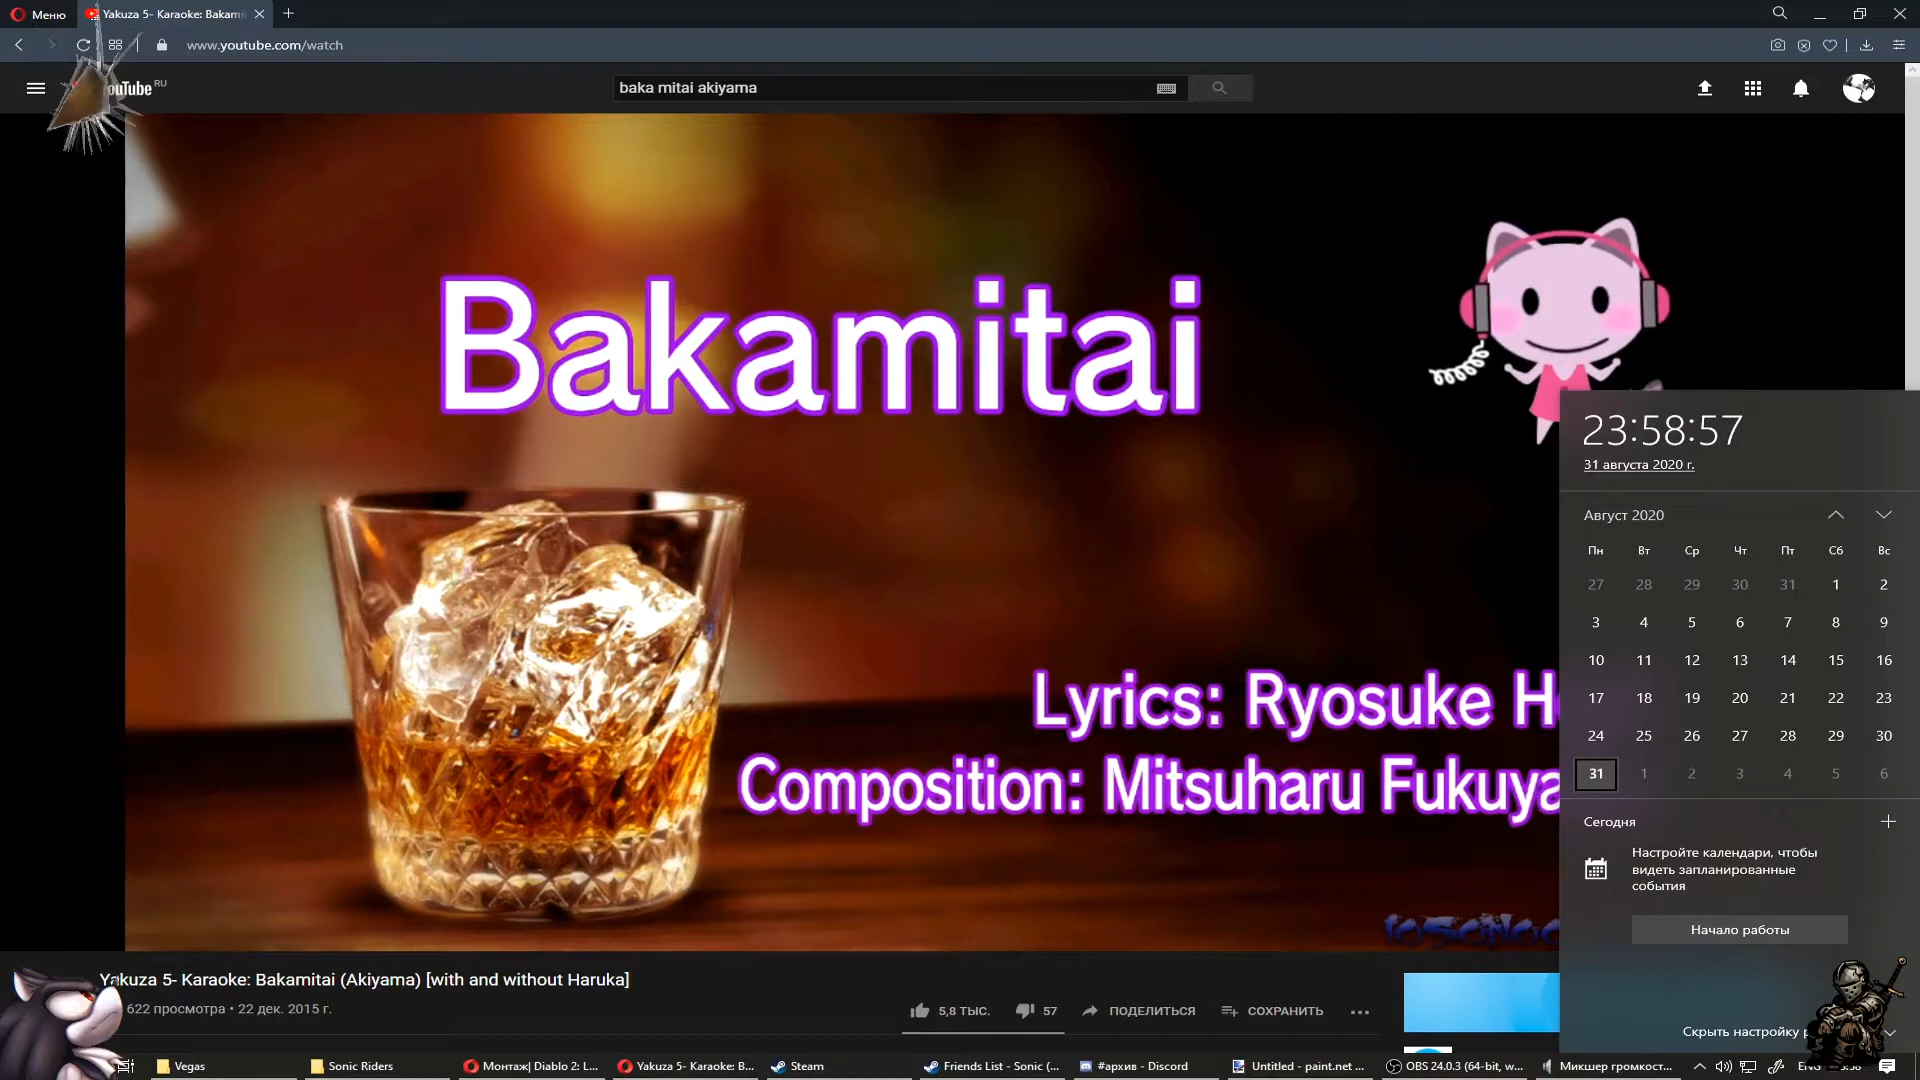 Меню
Yakuza 5- Karaoke: Bakami
www.youtube.com/watch
RU
baka mitai akiyama
Bakamitai
Lyrics: Ryosuke
Composition: Mitsuharu
23:58:57
31 августа 2020 г.
Август 2020
Пн Вт Ср Чт Пт Сб Вс
27 28 29 30 31 1 2
3 4 5 6 7 8 9
10 11 12 13 14 15 16
17 18 19 20 21 22 23
24 25 26 27 28 29 30
31 1 2 3 4 5 6
Сегодня
Настройте календари, чтобы
видеть запланированные
события
Начало работы
Скрыть настройку
Yakuza 5- Karaoke: Bakamitai (Akiyama) [with and without Haruka]
622 просмотра • 22 дек. 2015 г.
5,8 ТЫС.
57
ПОДЕЛИТЬСЯ
СОХРАНИТЬ
Vegas
Sonic Riders
Монтаж| Diablo 2: L...
Yakuza 5- Karaoke: B...
Steam
Friends List - Sonic (...
#архив - Discord
Untitled - paint.net ...
OBS 24.0.3 (64-bit, w...
Микшер громкост...